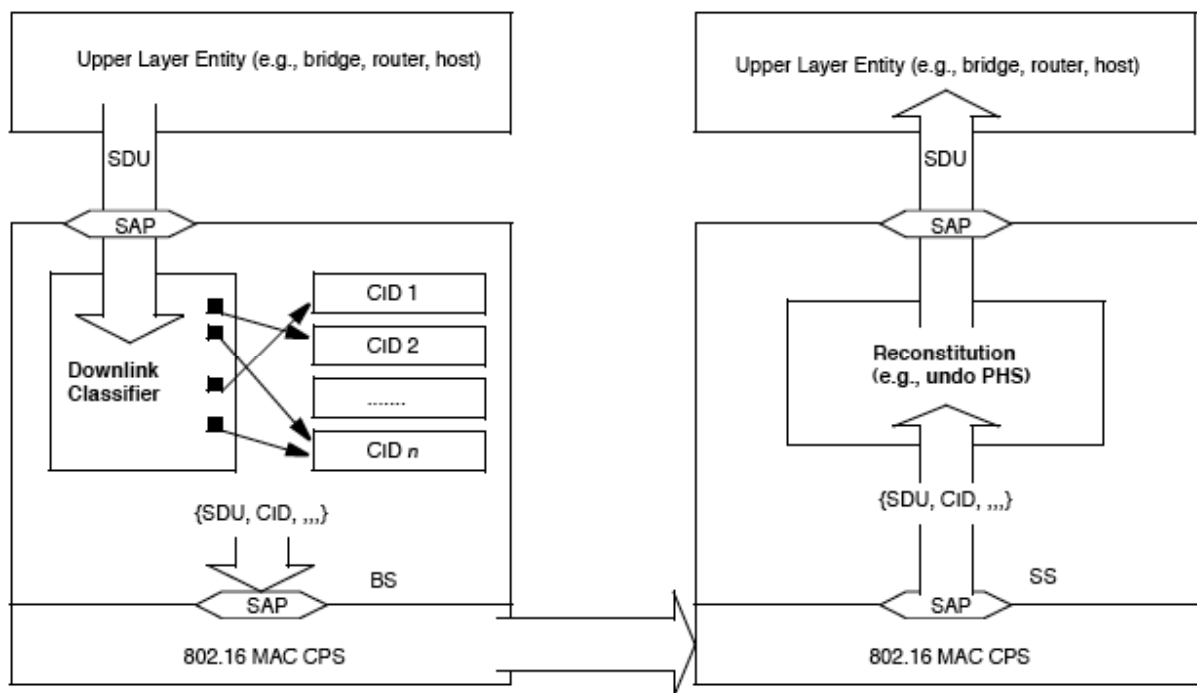 Upper Layer Entity (e.g., bridge, router, host)
SDU
SAP
Downlink
Classifier
CID 1
CID 2
.......
CID n
{SDU, CID, ,,,}
BS
SAP
802.16 MAC CPS
Upper Layer Entity (e.g., bridge, router, host)
SDU
SAP
Reconstitution
(e.g., undo PHS)
{SDU, CID, ,,,}
SS
SAP
802.16 MAC CPS